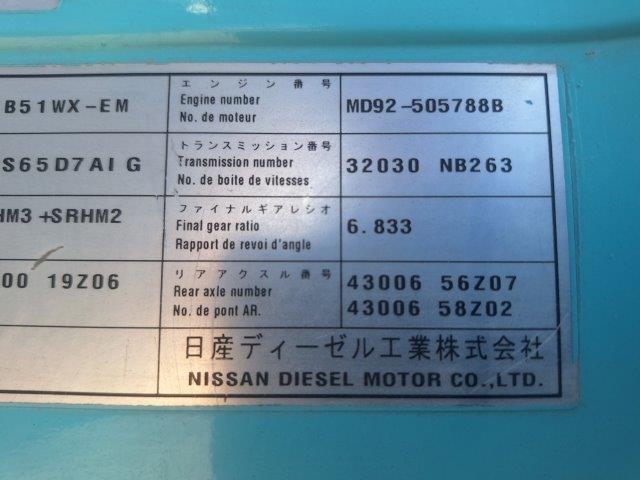 B51WX-EM
エンジン番号
Engine number
No. de moteur
MD92-505788B
S65D7AI G
トランスミッション番号
Transmission number
No. de boite de vitesses
32030 NB263
HM3+SRHM2
ファイナルギアレシオ
Final gear ratio
Rapport de revoi d'angle
6.833
00 19Z06
リアアクスル番号
Rear axle number
No. de pont AR.
43006 56Z07
43006 58Z02
日産ディーゼル工業株式会社
NISSAN DIESEL MOTOR CO.,LTD.